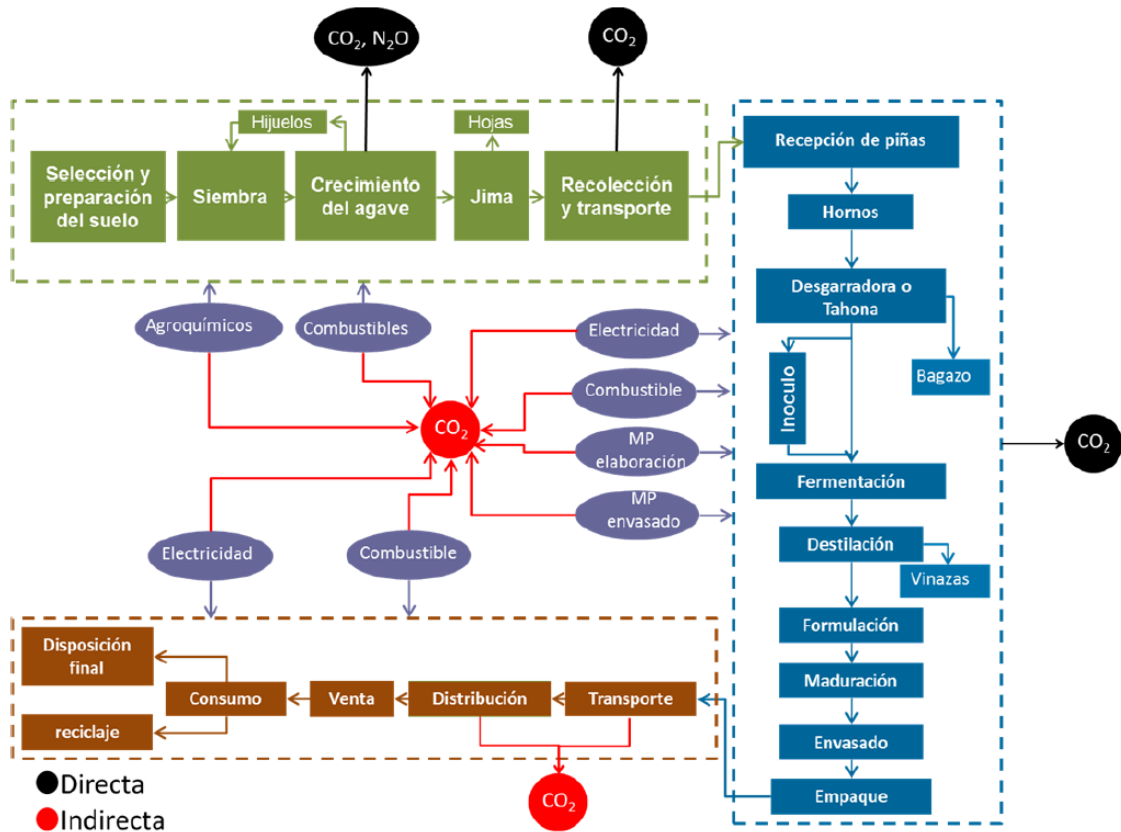 CO₂, N₂O
CO₂
Hijuelos
Hojas
Selección y
preparación
del suelo
Siembra
Crecimiento
del agave
Jima
Recolección
y transporte
Recepción de piñas
Hornos
Desgarradora o
Tahona
Inoculo
Bagazo
CO₂
Fermentación
Destilación
Vinazas
Formulación
Maduración
Envasado
Empaque
Agroquímicos
Combustibles
Electricidad
Combustible
CO₂
MP
elaboración
MP
envasado
Electricidad
Combustible
Disposición
final
Consumo
Venta
Distribución
Transporte
reciclaje
CO₂
Directa
Indirecta